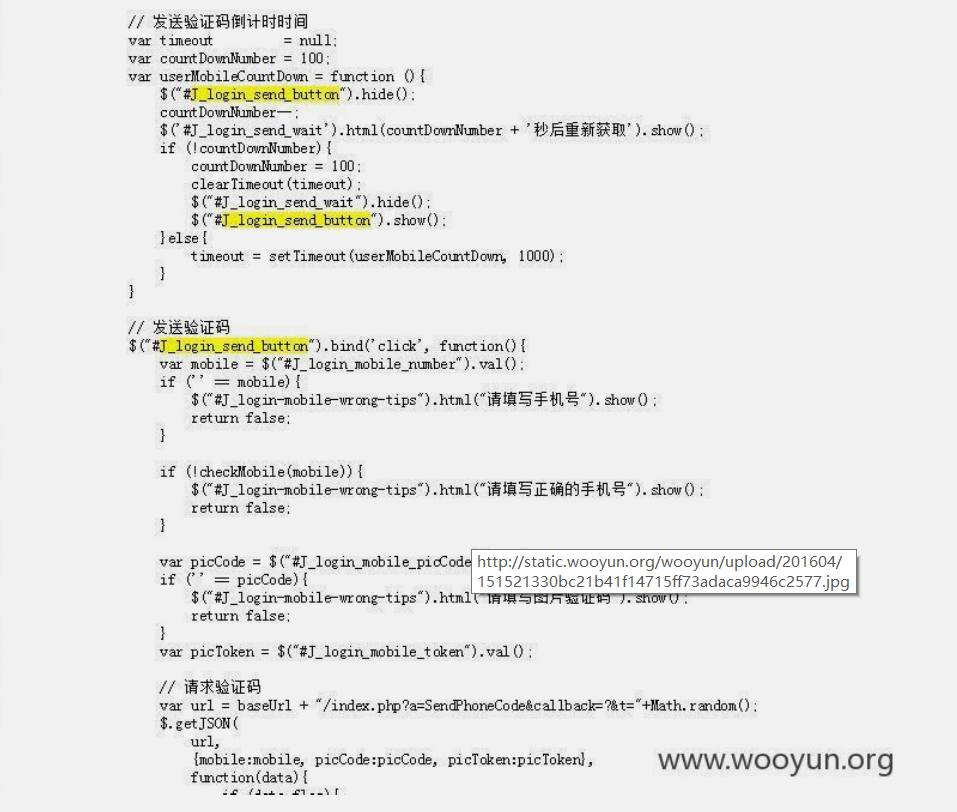 // 发送验证码倒计时时间
var timeout         = null;
var countDownNumber = 100;
var userMobileCountDown = function (){
    $("#J_login_send_button").hide();
    countDownNumber--;
    $('#J_login_send_wait').html(countDownNumber + '秒后重新获取').show();
    if (!countDownNumber){
        countDownNumber = 100;
        clearTimeout(timeout);
        $("#J_login_send_wait").hide();
        $("#J_login_send_button").show();
    }else{
        timeout = setTimeout(userMobileCountDown, 1000);
    }
}
// 发送验证码
$("#J_login_send_button").bind('click', function(){
    var mobile = $("#J_login_mobile_number").val();
    if ('' == mobile){
        $("#J_login-mobile-wrong-tips").html("请填写手机号").show();
        return false;
    }
    if (!checkMobile(mobile)){
        $("#J_login-mobile-wrong-tips").html("请填写正确的手机号").show();
        return false;
    }
    var picCode = $("#J_login_mobile_picCode
http://static.wooyun.org/wooyun/upload/201604/
151521330bc21b41f14715ff73adaca9946c2577.jpg
    if ('' == picCode){
        $("#J_login-mobile-wrong-tips").html("请填写图片验证码").show();
        return false;
    }
    var picToken = $("#J_login_mobile_token").val();
    // 请求验证码
    var url = baseUrl + "/index.php?a=SendPhoneCode&callback=?&t="+Math.random();
    $.getJSON(
        url,
        {mobile:mobile, picCode:picCode, picToken:picToken},
        function(data){
            if (data.flag){
www.wooyun.org